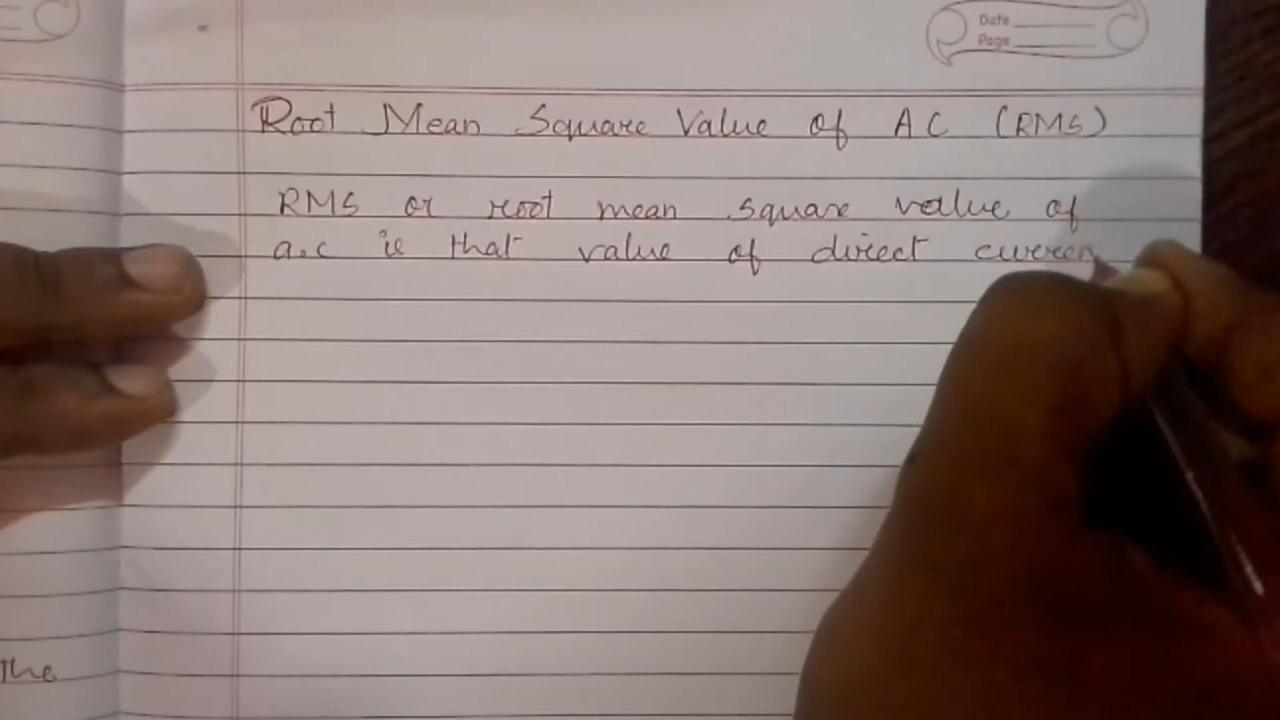 Date
Page
Root Mean Square Value of AC (RMS)
RMS or root mean square value of
a.c is that value of direct curren
The